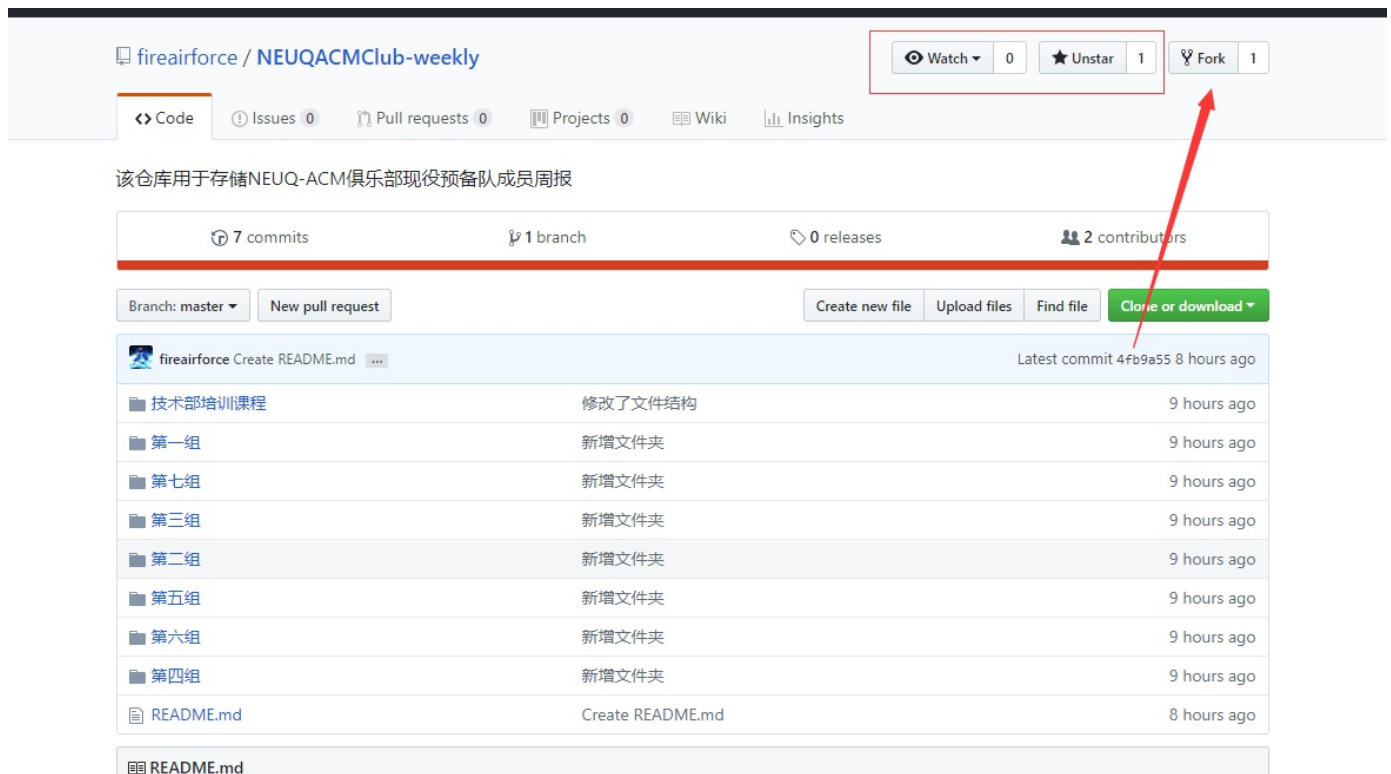 fireairforce / NEUQACMClub-weekly
Watch 0 Unstar 1 Fork 1
Code Issues 0 Pull requests 0 Projects 0 Wiki Insights
该仓库用于存储NEUQ-ACM俱乐部现役预备队成员周报
7 commits 1 branch 0 releases 2 contributors
Branch: master New pull request Create new file Upload files Find file Clone or download
fireairforce Create README.md ... Latest commit 4fb9a55 8 hours ago
技术部培训课程 修改了文件结构 9 hours ago
第一组 新增文件夹 9 hours ago
第七组 新增文件夹 9 hours ago
第三组 新增文件夹 9 hours ago
第二组 新增文件夹 9 hours ago
第五组 新增文件夹 9 hours ago
第六组 新增文件夹 9 hours ago
第四组 新增文件夹 9 hours ago
README.md Create README.md 8 hours ago
README.md